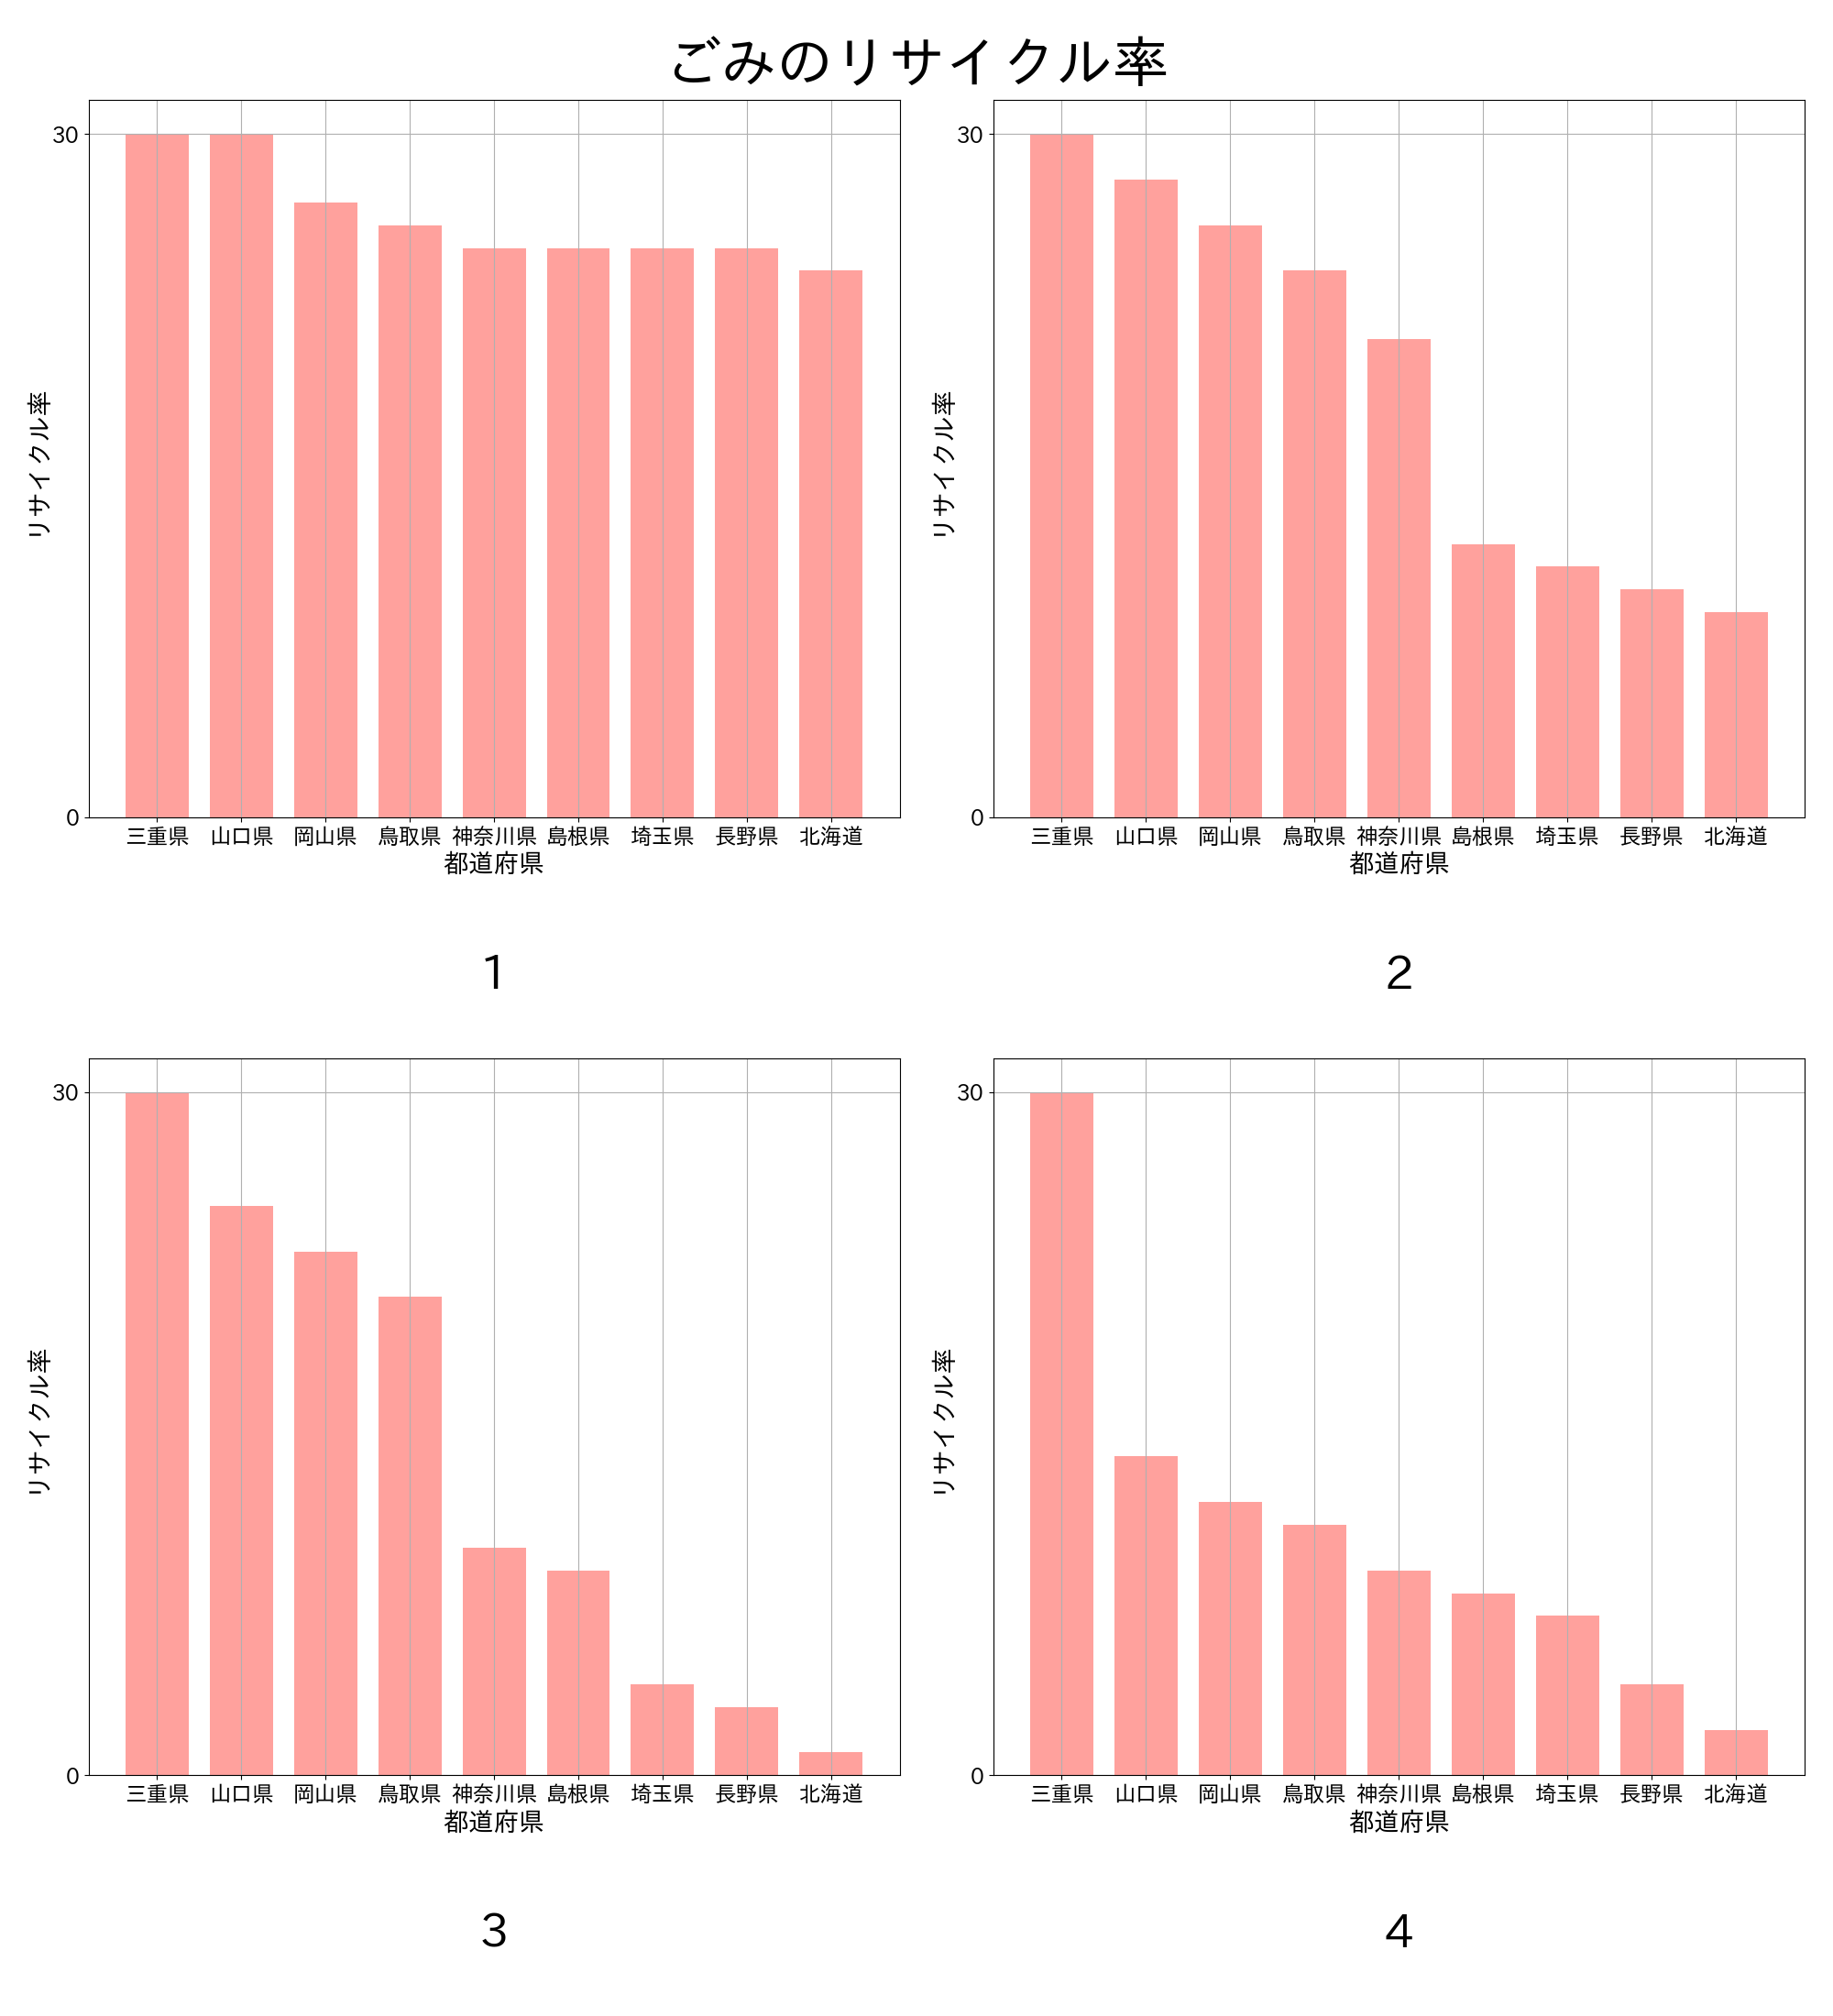 ごみのリサイクル率
30
0
リサイクル率
三重県 山口県 岡山県 鳥取県 神奈川県 島根県 埼玉県 長野県 北海道
都道府県
1
30
0
リサイクル率
三重県 山口県 岡山県 鳥取県 神奈川県 島根県 埼玉県 長野県 北海道
都道府県
2
30
0
リサイクル率
三重県 山口県 岡山県 鳥取県 神奈川県 島根県 埼玉県 長野県 北海道
都道府県
3
30
0
リサイクル率
三重県 山口県 岡山県 鳥取県 神奈川県 島根県 埼玉県 長野県 北海道
都道府県
4